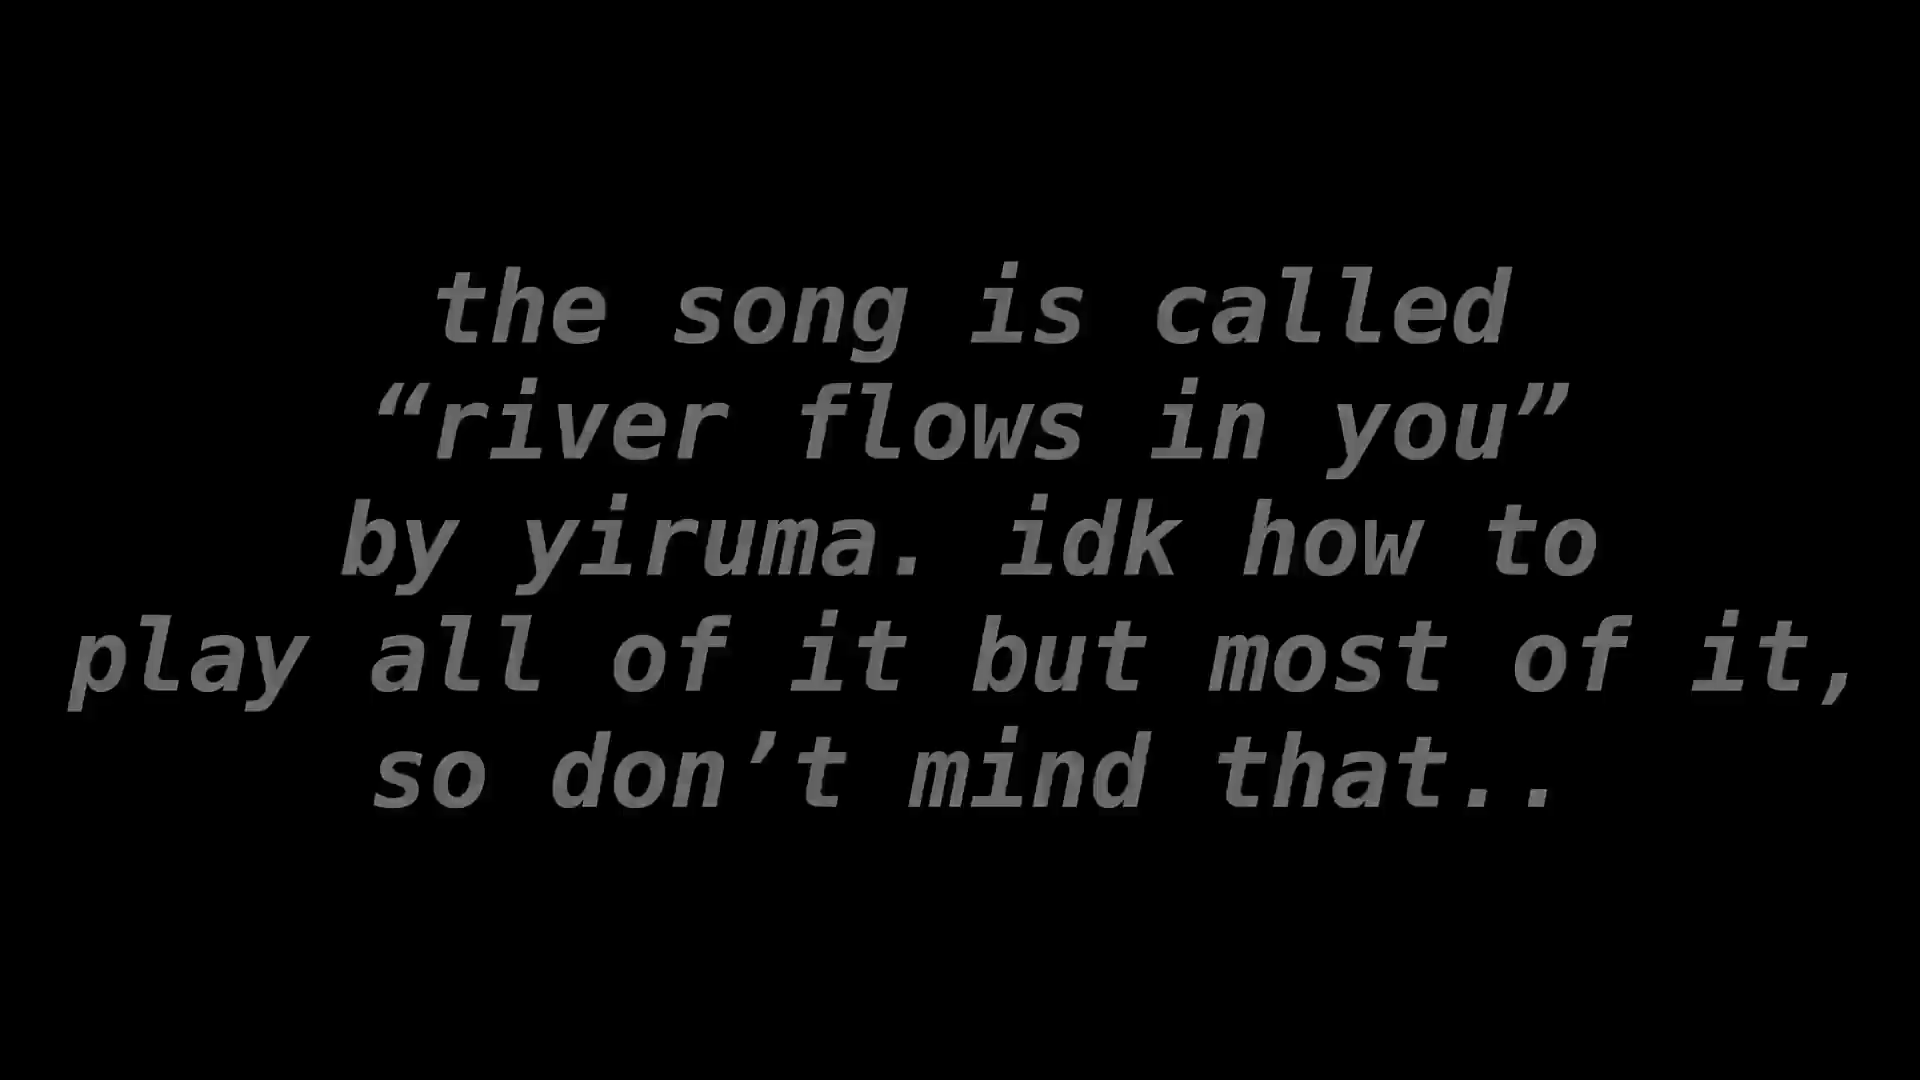 the song is called
“river flows in you”
by yiruma. idk how to
play all of it but most of it,
so don’t mind that..